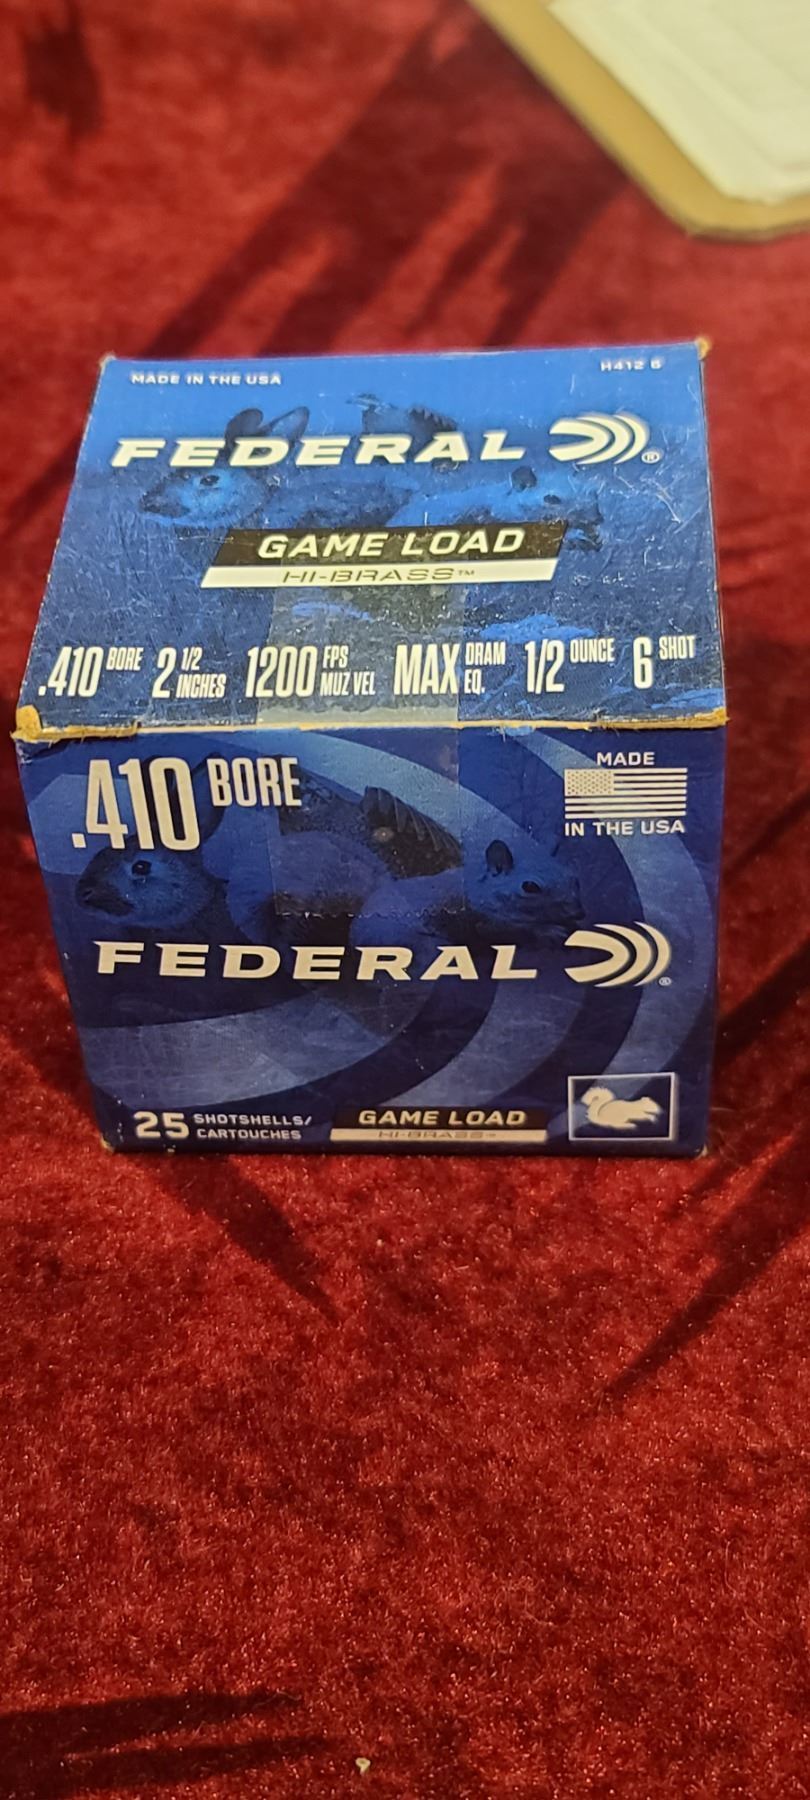 MADE IN THE USA
H412 6
FEDERAL ®
GAME LOAD
HI-BRASS™
.410 BORE 2 1/2 INCHES 1200 FPS MUZ VEL MAX DRAM EQ. 1/2 OUNCE 6 SHOT
.410 BORE
MADE
IN THE USA
FEDERAL ®
25 SHOTSHELLS/
CARTOUCHES
GAME LOAD
HI-BRASS™